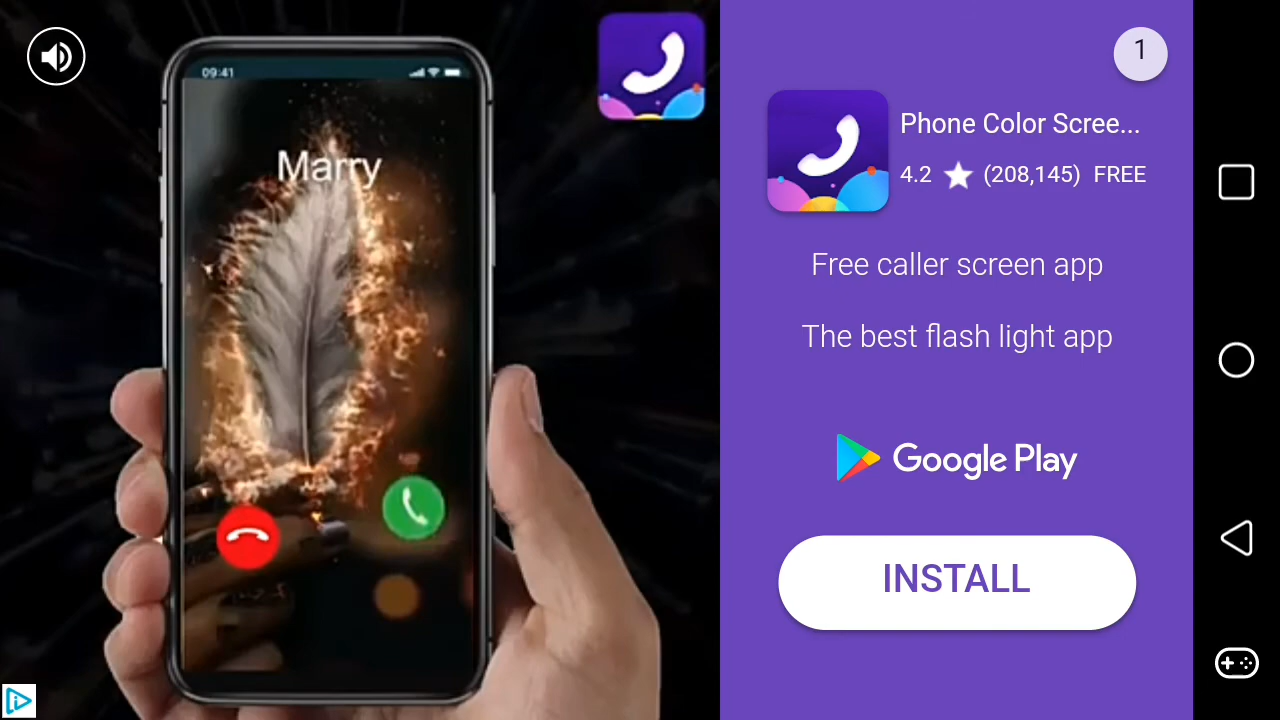 09:41
Marry
1
Phone Color Scree...
4.2 (208,145) FREE
Free caller screen app
The best flash light app
Google Play
INSTALL